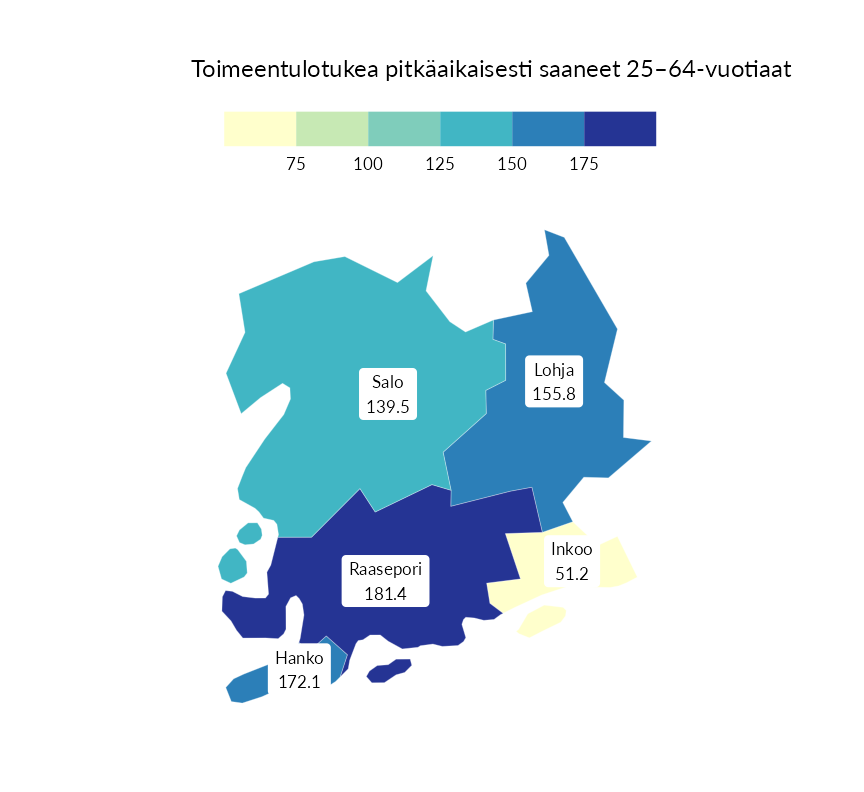 Toimeentulotukea pitkäaikaisesti saaneet 25–64-vuotiaat
75 100 125 150 175
Lohja
155.8
Salo
139.5
Inkoo
51.2
Raasepori
181.4
Hanko
172.1